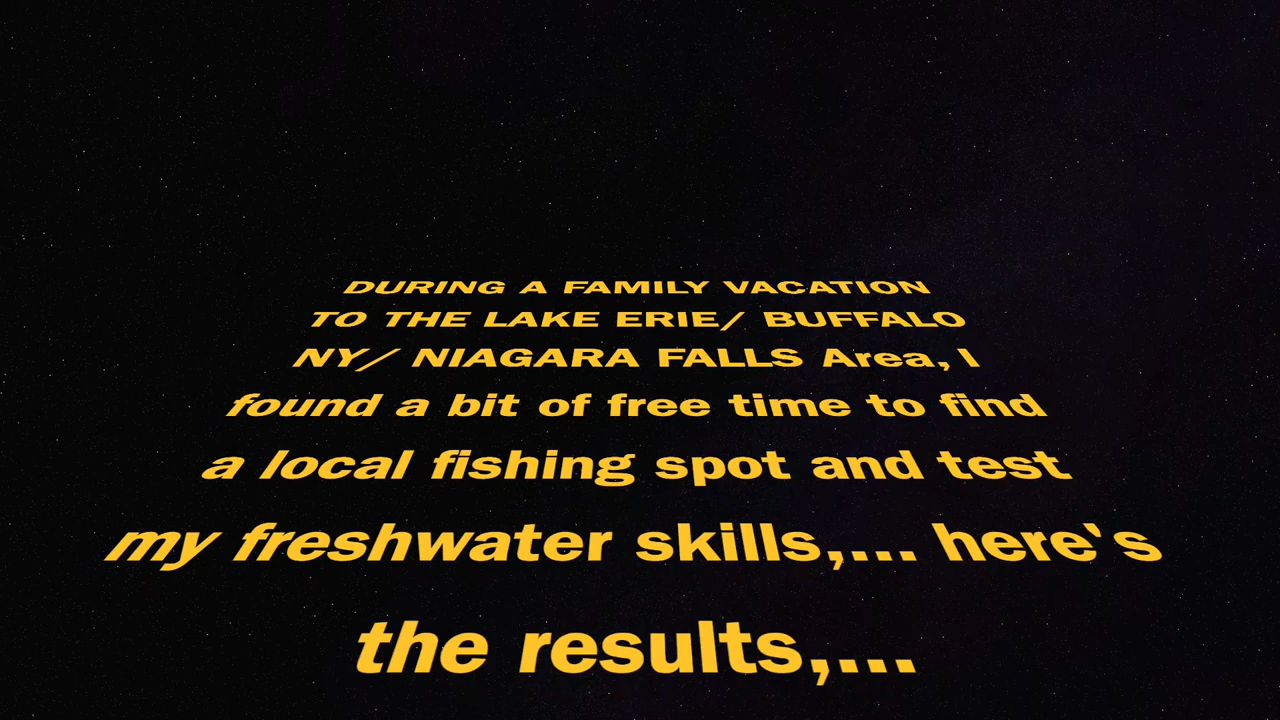 DURING A FAMILY VACATION
TO THE LAKE ERIE/ BUFFALO
NY/ NIAGARA FALLS Area, I
found a bit of free time to find
a local fishing spot and test
my freshwater skills,... here's
the results,...